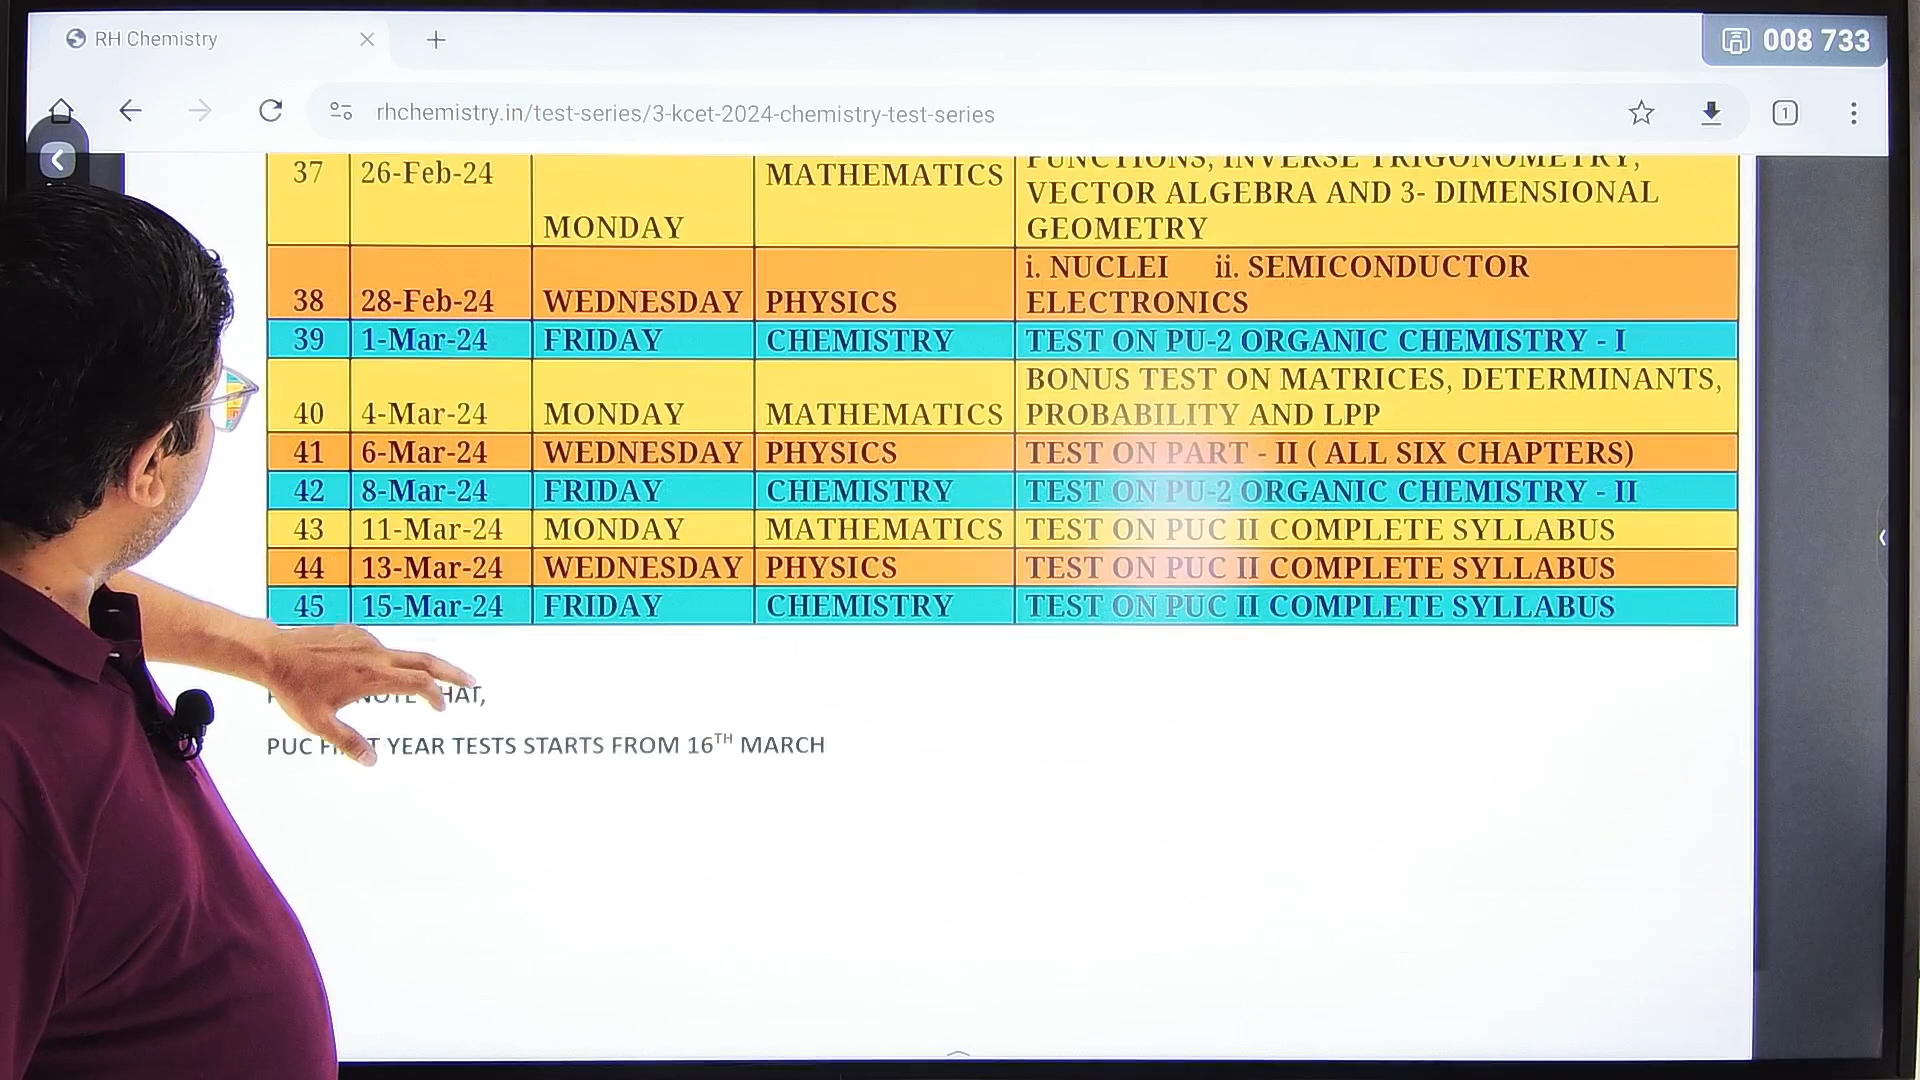 RH Chemistry
008 733
rhchemistry.in/test-series/3-kcet-2024-chemistry-test-series
1
37 26-Feb-24 MONDAY MATHEMATICS FUNCTIONS, INVERSE TRIGONOMETRY,
VECTOR ALGEBRA AND 3- DIMENSIONAL
GEOMETRY
38 28-Feb-24 WEDNESDAY PHYSICS i. NUCLEI ii. SEMICONDUCTOR
ELECTRONICS
39 1-Mar-24 FRIDAY CHEMISTRY TEST ON PU-2 ORGANIC CHEMISTRY - I
40 4-Mar-24 MONDAY MATHEMATICS BONUS TEST ON MATRICES, DETERMINANTS,
PROBABILITY AND LPP
41 6-Mar-24 WEDNESDAY PHYSICS TEST ON PART - II ( ALL SIX CHAPTERS)
42 8-Mar-24 FRIDAY CHEMISTRY TEST ON PU-2 ORGANIC CHEMISTRY - II
43 11-Mar-24 MONDAY MATHEMATICS TEST ON PUC II COMPLETE SYLLABUS
44 13-Mar-24 WEDNESDAY PHYSICS TEST ON PUC II COMPLETE SYLLABUS
45 15-Mar-24 FRIDAY CHEMISTRY TEST ON PUC II COMPLETE SYLLABUS
NOTE THAT,
PUC FIRST YEAR TESTS STARTS FROM 16TH MARCH